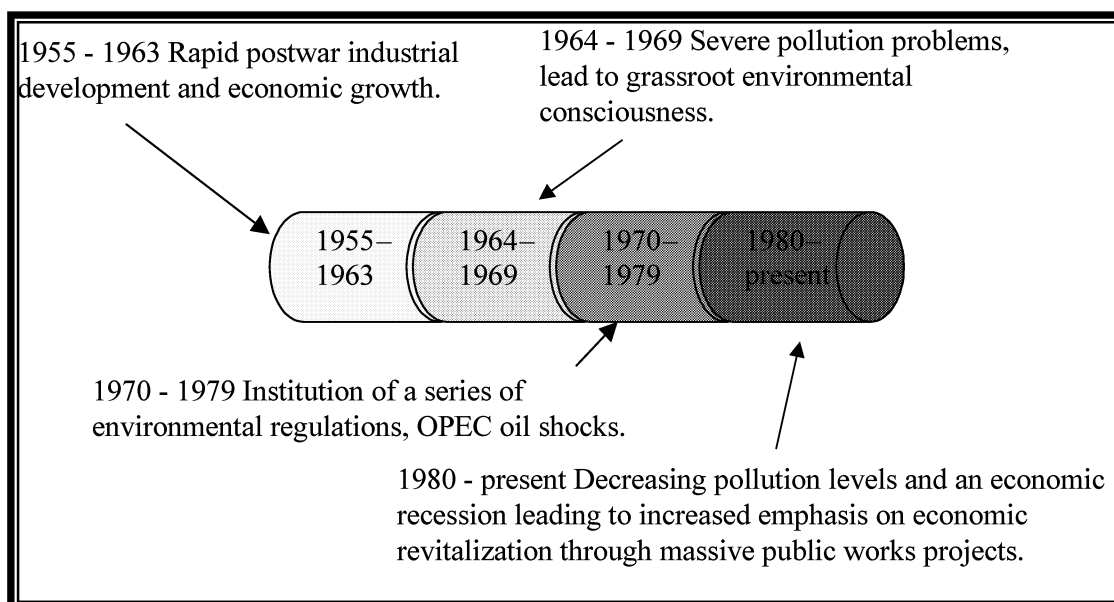 1955 - 1963 Rapid postwar industrial
development and economic growth.
1964 - 1969 Severe pollution problems,
lead to grassroot environmental
consciousness.
1955–
1963
1964–
1969
1970–
1979
1980–
present
1970 - 1979 Institution of a series of
environmental regulations, OPEC oil shocks.
1980 - present Decreasing pollution levels and an economic
recession leading to increased emphasis on economic
revitalization through massive public works projects.